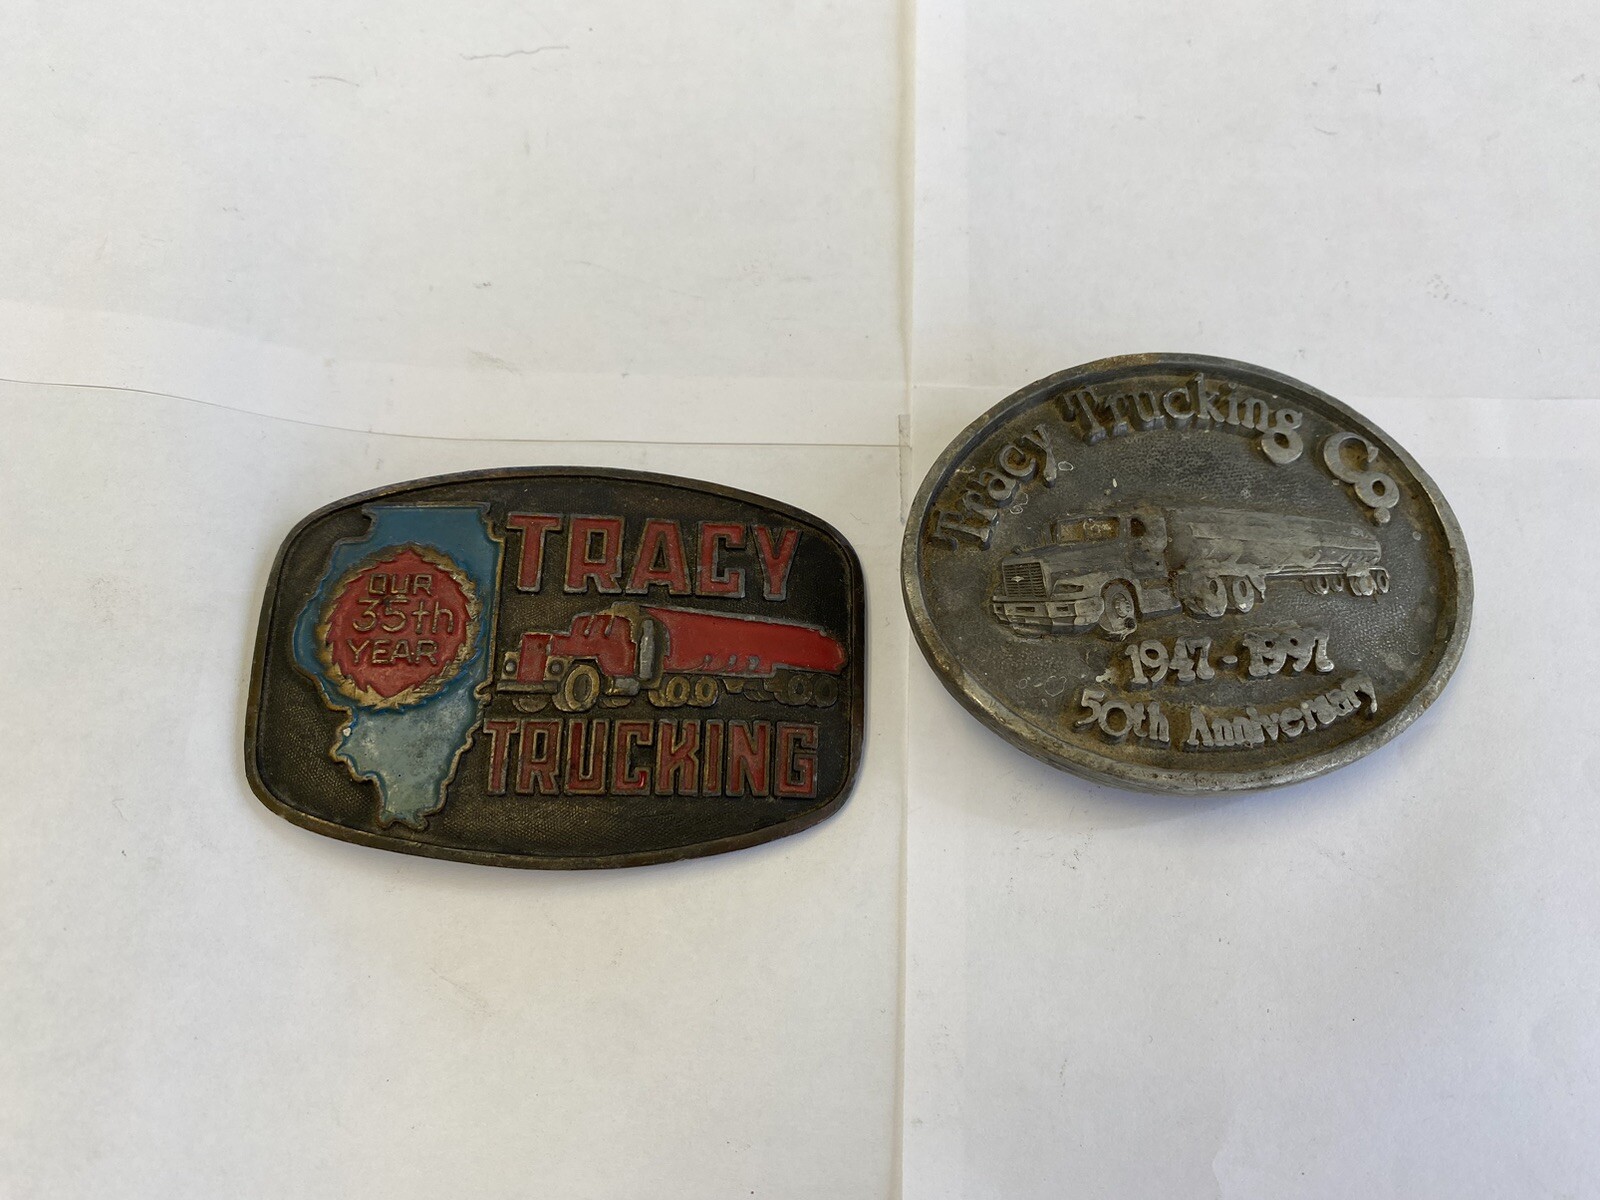 TRACY
OUR
35th
YEAR
TRUCKING
Tracy Trucking Co.
1947-1997
50th Anniversary